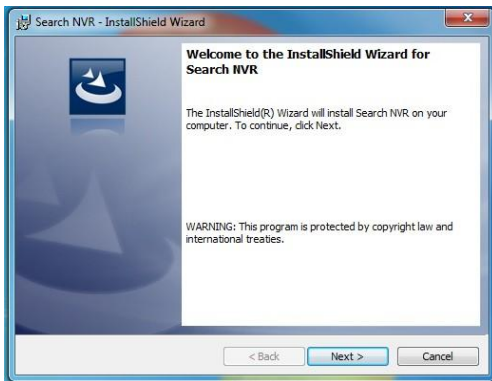 Search NVR - InstallShield Wizard
Welcome to the InstallShield Wizard for
Search NVR
The InstallShield(R) Wizard will install Search NVR on your
computer. To continue, click Next.
WARNING: This program is protected by copyright law and
international treaties.
< Back Next > Cancel